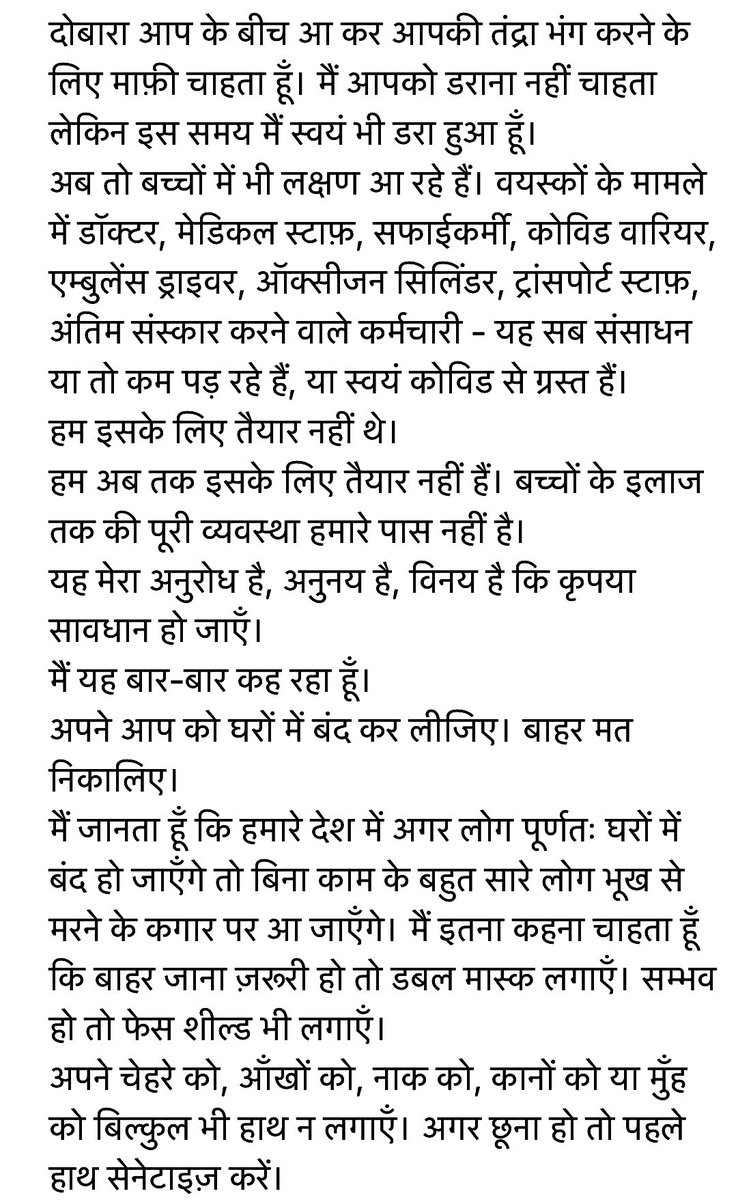 दोबारा आप के बीच आ कर आपकी तंद्रा भंग करने के
लिए माफ़ी चाहता हूँ। मैं आपको डराना नहीं चाहता
लेकिन इस समय मैं स्वयं भी डरा हुआ हूँ।
अब तो बच्चों में भी लक्षण आ रहे हैं। वयस्कों के मामले
में डॉक्टर, मेडिकल स्टाफ़, सफाईकर्मी, कोविड वारियर,
एम्बुलेंस ड्राइवर, ऑक्सीजन सिलिंडर, ट्रांसपोर्ट स्टाफ़,
अंतिम संस्कार करने वाले कर्मचारी - यह सब संसाधन
या तो कम पड़ रहे हैं, या स्वयं कोविड से ग्रस्त हैं।
हम इसके लिए तैयार नहीं थे।
हम अब तक इसके लिए तैयार नहीं हैं। बच्चों के इलाज
तक की पूरी व्यवस्था हमारे पास नहीं है।
यह मेरा अनुरोध है, अनुनय है, विनय है कि कृपया
सावधान हो जाएँ।
मैं यह बार-बार कह रहा हूँ।
अपने आप को घरों में बंद कर लीजिए। बाहर मत
निकालिए।
मैं जानता हूँ कि हमारे देश में अगर लोग पूर्णतः घरों में
बंद हो जाएँगे तो बिना काम के बहुत सारे लोग भूख से
मरने के कगार पर आ जाएँगे। मैं इतना कहना चाहता हूँ
कि बाहर जाना ज़रूरी हो तो डबल मास्क लगाएँ। सम्भव
हो तो फेस शील्ड भी लगाएँ।
अपने चेहरे को, आँखों को, नाक को, कानों को या मुँह
को बिल्कुल भी हाथ न लगाएँ। अगर छूना हो तो पहले
हाथ सेनेटाइज़ करें।